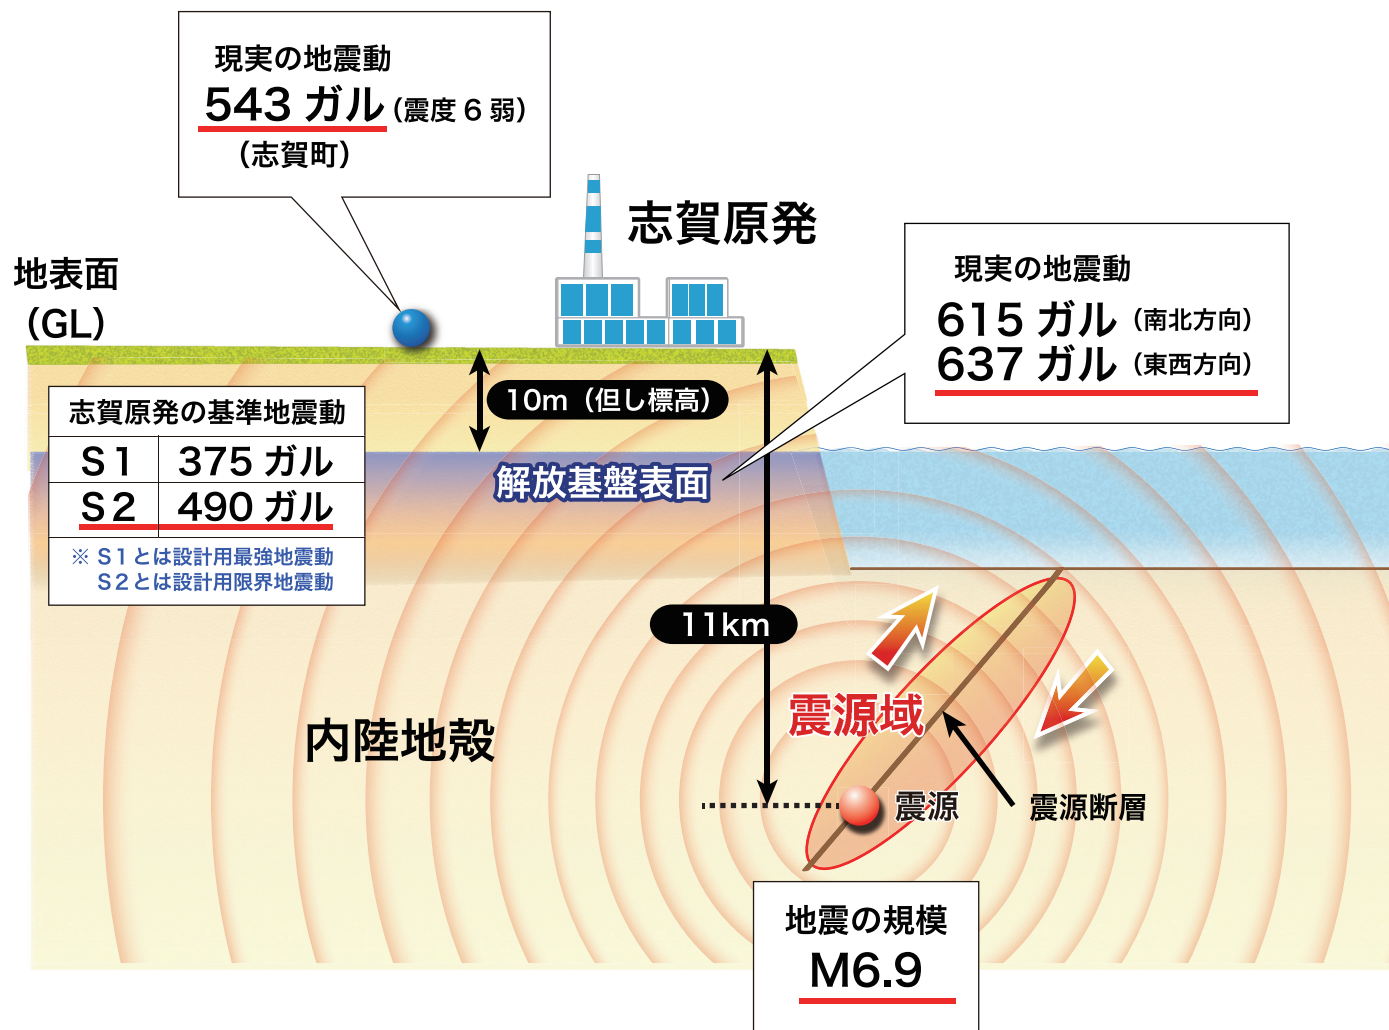 現実の地震動
543 ガル（震度 6 弱）
（志賀町）
志賀原発
地表面
（GL）
現実の地震動
615 ガル（南北方向）
637 ガル（東西方向）
10m（但し標高）
志賀原発の基準地震動
S1 375 ガル
S2 490 ガル
※ S1とは設計用最強地震動
S2とは設計用限界地震動
解放基盤表面
11km
震源域
内陸地殻
震源
震源断層
地震の規模
M6.9